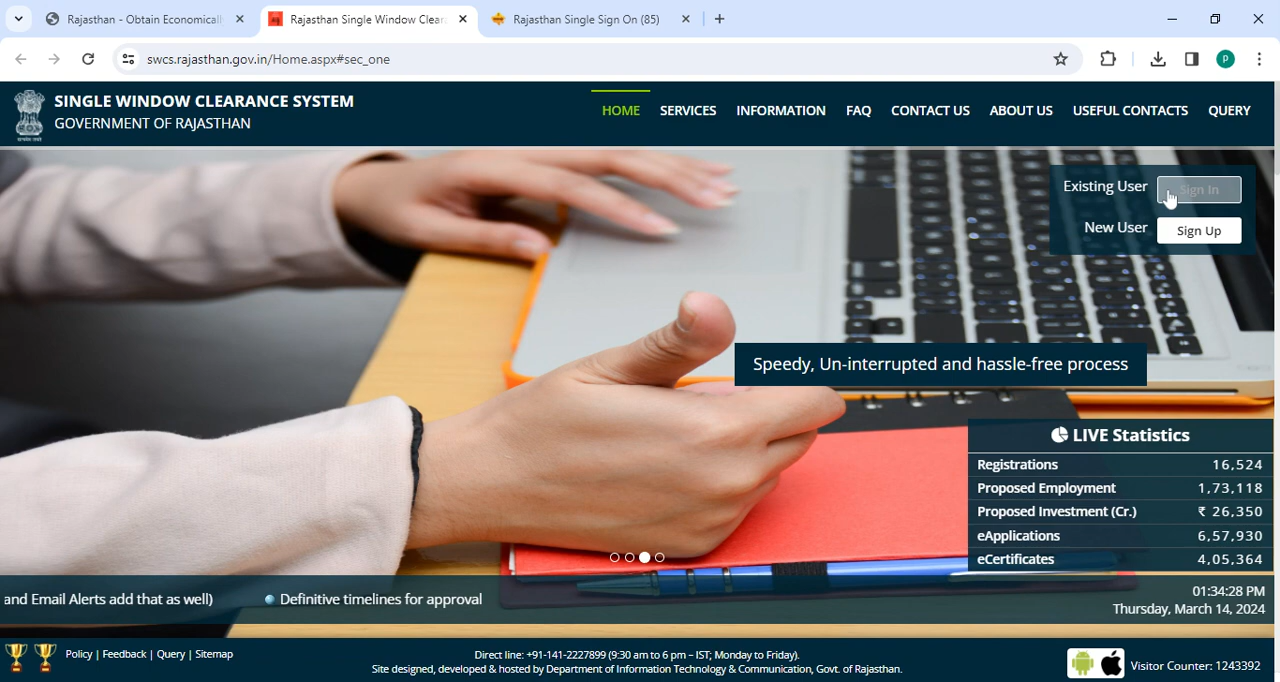 Rajasthan - Obtain Economicall
Rajasthan Single Window Clear
Rajasthan Single Sign On (85)
swcs.rajasthan.gov.in/Home.aspx#sec_one
P
SINGLE WINDOW CLEARANCE SYSTEM
GOVERNMENT OF RAJASTHAN
HOME SERVICES INFORMATION FAQ CONTACT US ABOUT US USEFUL CONTACTS QUERY
Existing User Sign In
New User Sign Up
Speedy, Un-interrupted and hassle-free process
LIVE Statistics
Registrations 16,524
Proposed Employment 1,73,118
Proposed Investment (Cr.) ₹ 26,350
eApplications 6,57,930
eCertificates 4,05,364
and Email Alerts add that as well) Definitive timelines for approval
01:34:28 PM
Thursday, March 14, 2024
Policy | Feedback | Query | Sitemap
Direct line: +91-141-2227899 (9:30 am to 6 pm – IST; Monday to Friday).
Site designed, developed & hosted by Department of Information Technology & Communication, Govt. of Rajasthan.
Visitor Counter: 1243392